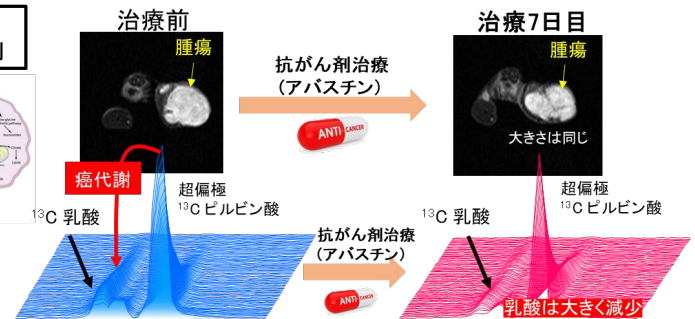 治療前
治療7日目
腫瘍
腫瘍
抗がん剤治療
(アバスチン)
ANTI CANCER
大きさは同じ
癌代謝
超偏極
13C ピルビン酸
13C 乳酸
抗がん剤治療
(アバスチン)
ANTI CANCER
超偏極
13C ピルビン酸
13C 乳酸
乳酸は大きく減少